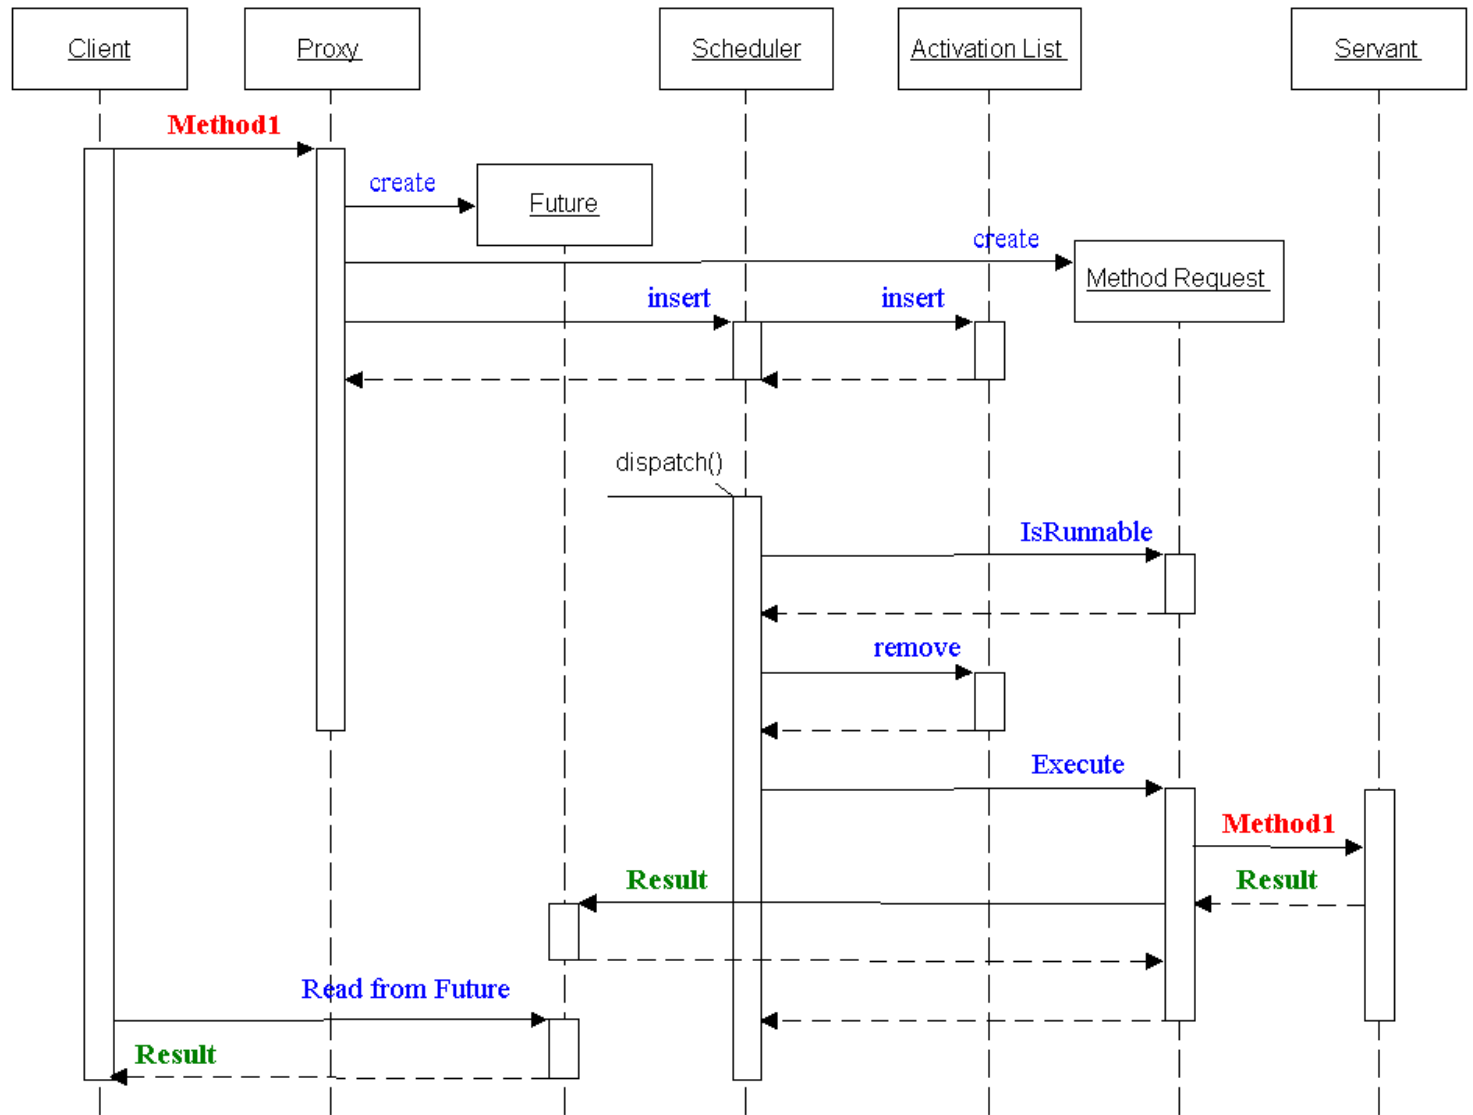 Client
Proxy
Scheduler
Activation List
Servant
Method1
create
Future
create
Method Request
insert
insert
dispatch()
IsRunnable
remove
Execute
Method1
Result
Result
Read from Future
Result